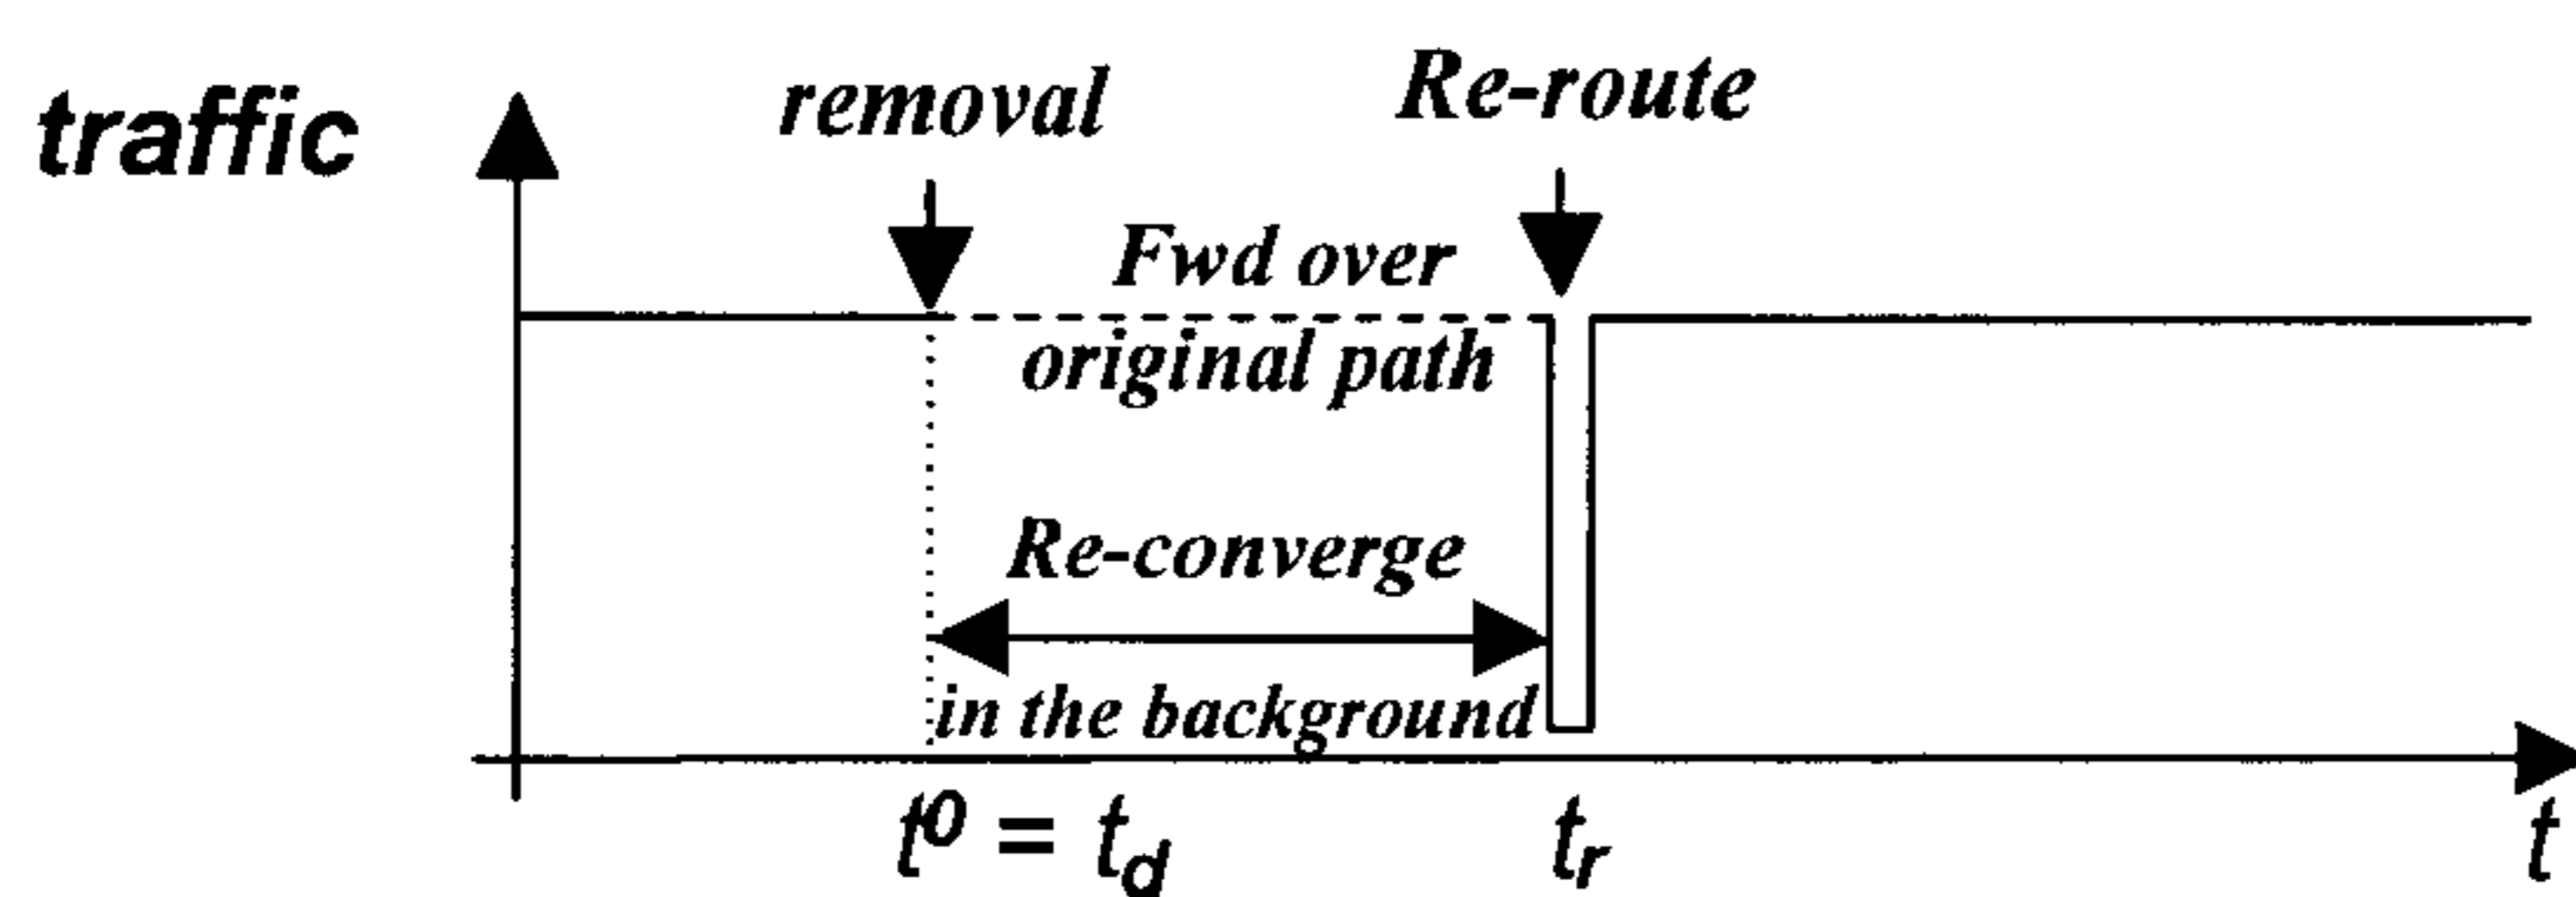 traffic
removal
Re-route
Fwd over
original path
Re-converge
in the background
t⁰ = t_d
t_r
t